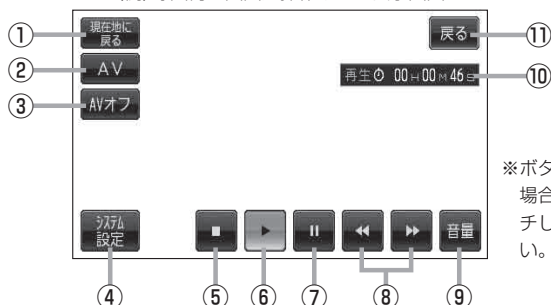 ① 現在地に
戻る
戻る ⑪
② AV
再生 00H00M46S ⑩
③ AVオフ
※ボタ
場合
チし
い。
システム
設定
音量
④ ⑤ ⑥ ⑦ ⑧ ⑨